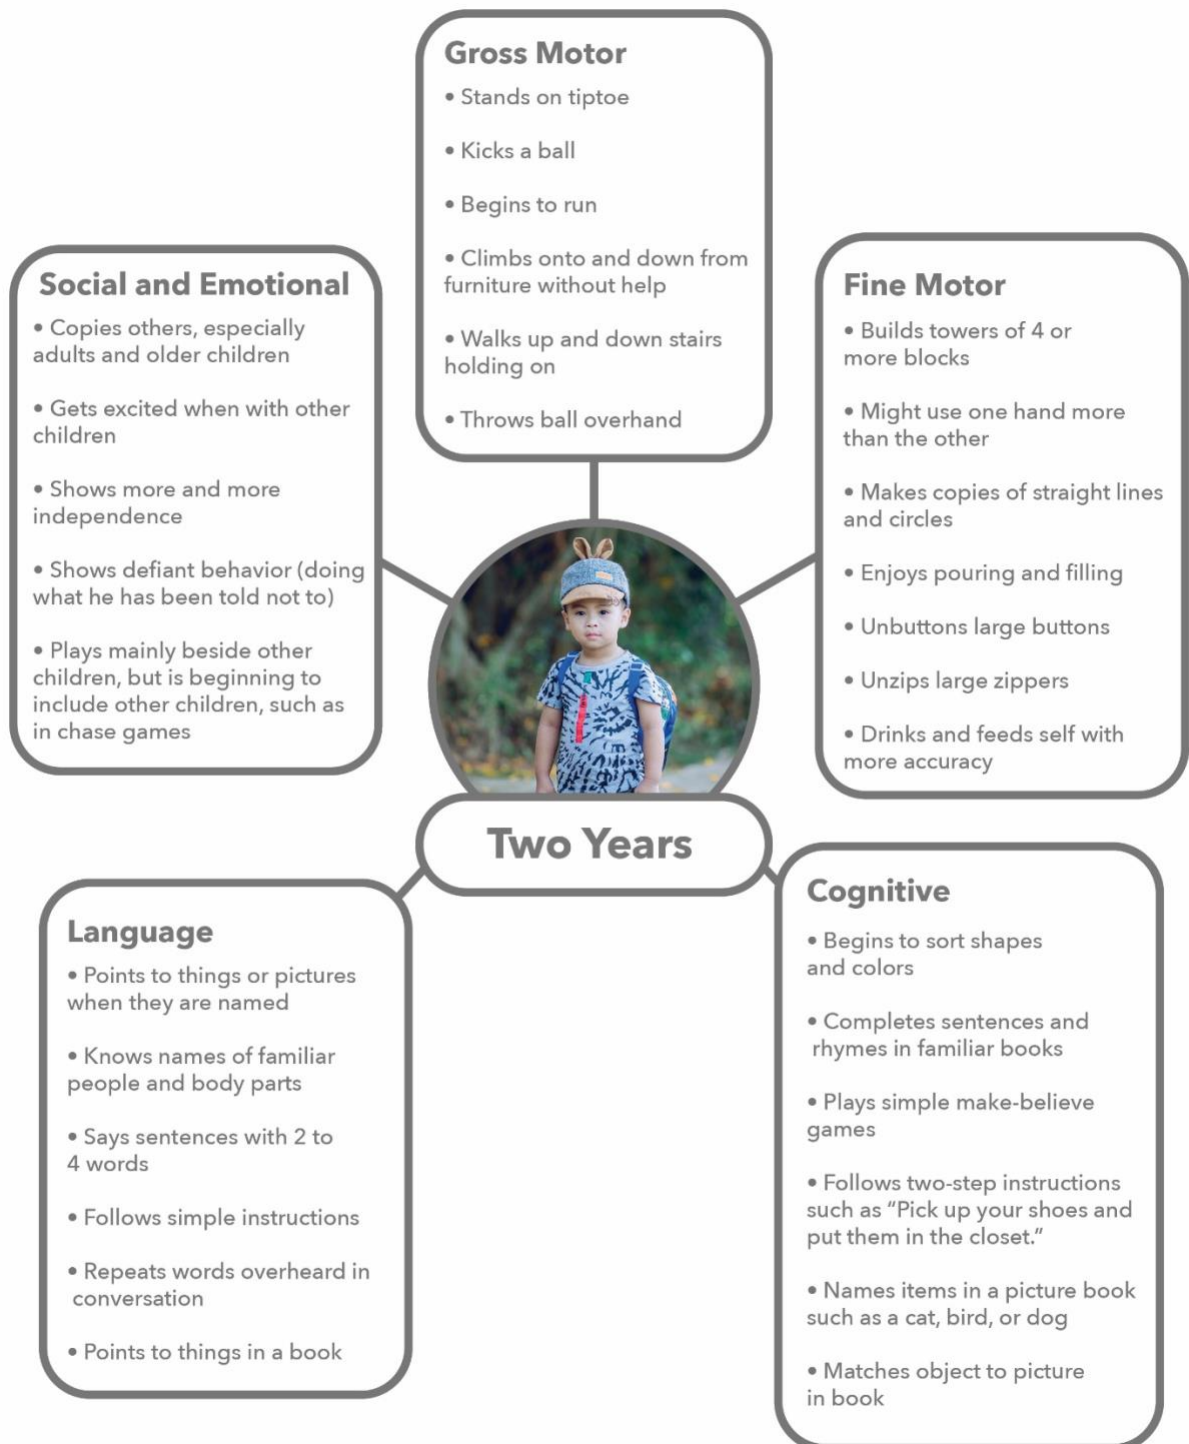 Gross Motor
• Stands on tiptoe
• Kicks a ball
• Begins to run
• Climbs onto and down from
furniture without help
• Walks up and down stairs
holding on
• Throws ball overhand
Social and Emotional
• Copies others, especially
adults and older children
• Gets excited when with other
children
• Shows more and more
independence
• Shows defiant behavior (doing
what he has been told not to)
• Plays mainly beside other
children, but is beginning to
include other children, such as
in chase games
Fine Motor
• Builds towers of 4 or
more blocks
• Might use one hand more
than the other
• Makes copies of straight lines
and circles
• Enjoys pouring and filling
• Unbuttons large buttons
• Unzips large zippers
• Drinks and feeds self with
more accuracy
Two Years
Language
• Points to things or pictures
when they are named
• Knows names of familiar
people and body parts
• Says sentences with 2 to
4 words
• Follows simple instructions
• Repeats words overheard in
conversation
• Points to things in a book
Cognitive
• Begins to sort shapes
and colors
• Completes sentences and
rhymes in familiar books
• Plays simple make-believe
games
• Follows two-step instructions
such as “Pick up your shoes and
put them in the closet.”
• Names items in a picture book
such as a cat, bird, or dog
• Matches object to picture
in book